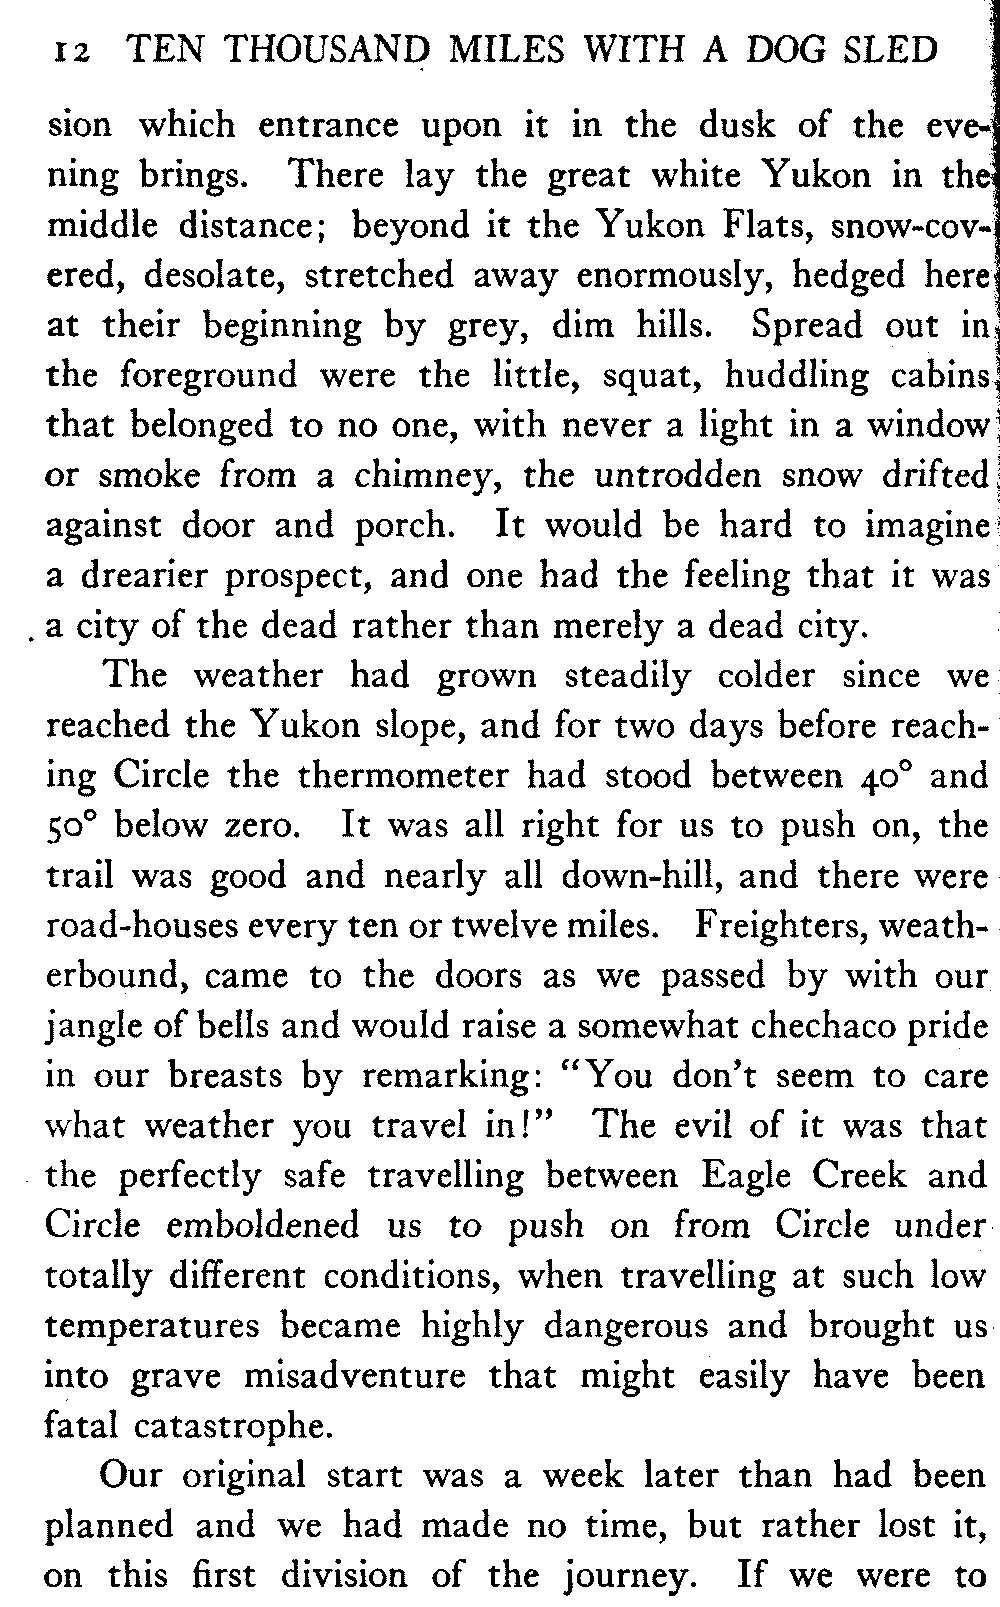 12 TEN THOUSAND MILES WITH A DOG SLED
sion which entrance upon it in the dusk of the eve-
ning brings. There lay the great white Yukon in the
middle distance; beyond it the Yukon Flats, snow-cov-
ered, desolate, stretched away enormously, hedged here
at their beginning by grey, dim hills. Spread out in
the foreground were the little, squat, huddling cabins
that belonged to no one, with never a light in a window
or smoke from a chimney, the untrodden snow drifted
against door and porch. It would be hard to imagine
a drearier prospect, and one had the feeling that it was
a city of the dead rather than merely a dead city.
The weather had grown steadily colder since we
reached the Yukon slope, and for two days before reach-
ing Circle the thermometer had stood between 40° and
50° below zero. It was all right for us to push on, the
trail was good and nearly all down-hill, and there were
road-houses every ten or twelve miles. Freighters, weath-
erbound, came to the doors as we passed by with our
jangle of bells and would raise a somewhat chechaco pride
in our breasts by remarking: "You don't seem to care
what weather you travel in!" The evil of it was that
the perfectly safe travelling between Eagle Creek and
Circle emboldened us to push on from Circle under
totally different conditions, when travelling at such low
temperatures became highly dangerous and brought us
into grave misadventure that might easily have been
fatal catastrophe.
Our original start was a week later than had been
planned and we had made no time, but rather lost it,
on this first division of the journey. If we were to